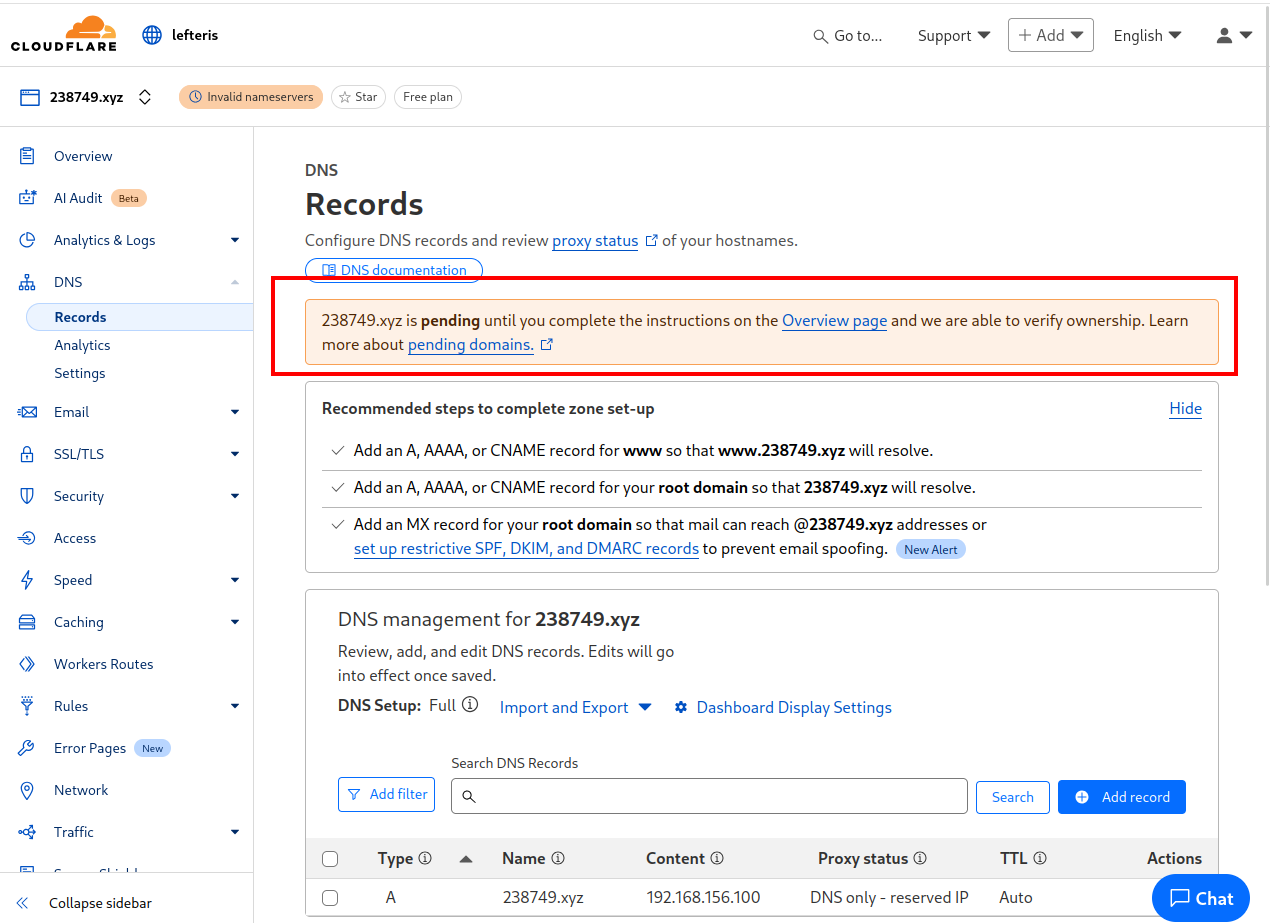 CLOUDFLARE
lefteris
Go to...
Support
+ Add
English
238749.xyz
Invalid nameservers
Star
Free plan
Overview
AI Audit Beta
Analytics & Logs
DNS
Records
Analytics
Settings
Email
SSL/TLS
Security
Access
Speed
Caching
Workers Routes
Rules
Error Pages New
Network
Traffic
Collapse sidebar
DNS
Records
Configure DNS records and review proxy status of your hostnames.
DNS documentation
238749.xyz is pending until you complete the instructions on the Overview page and we are able to verify ownership. Learn
more about pending domains.
Recommended steps to complete zone set-up
Hide
Add an A, AAAA, or CNAME record for www so that www.238749.xyz will resolve.
Add an A, AAAA, or CNAME record for your root domain so that 238749.xyz will resolve.
Add an MX record for your root domain so that mail can reach @238749.xyz addresses or
set up restrictive SPF, DKIM, and DMARC records to prevent email spoofing. New Alert
DNS management for 238749.xyz
Review, add, and edit DNS records. Edits will go
into effect once saved.
DNS Setup: Full
Import and Export
Dashboard Display Settings
Search DNS Records
Add filter
Search
Add record
Type Name Content Proxy status TTL Actions
A 238749.xyz 192.168.156.100 DNS only - reserved IP Auto
Chat